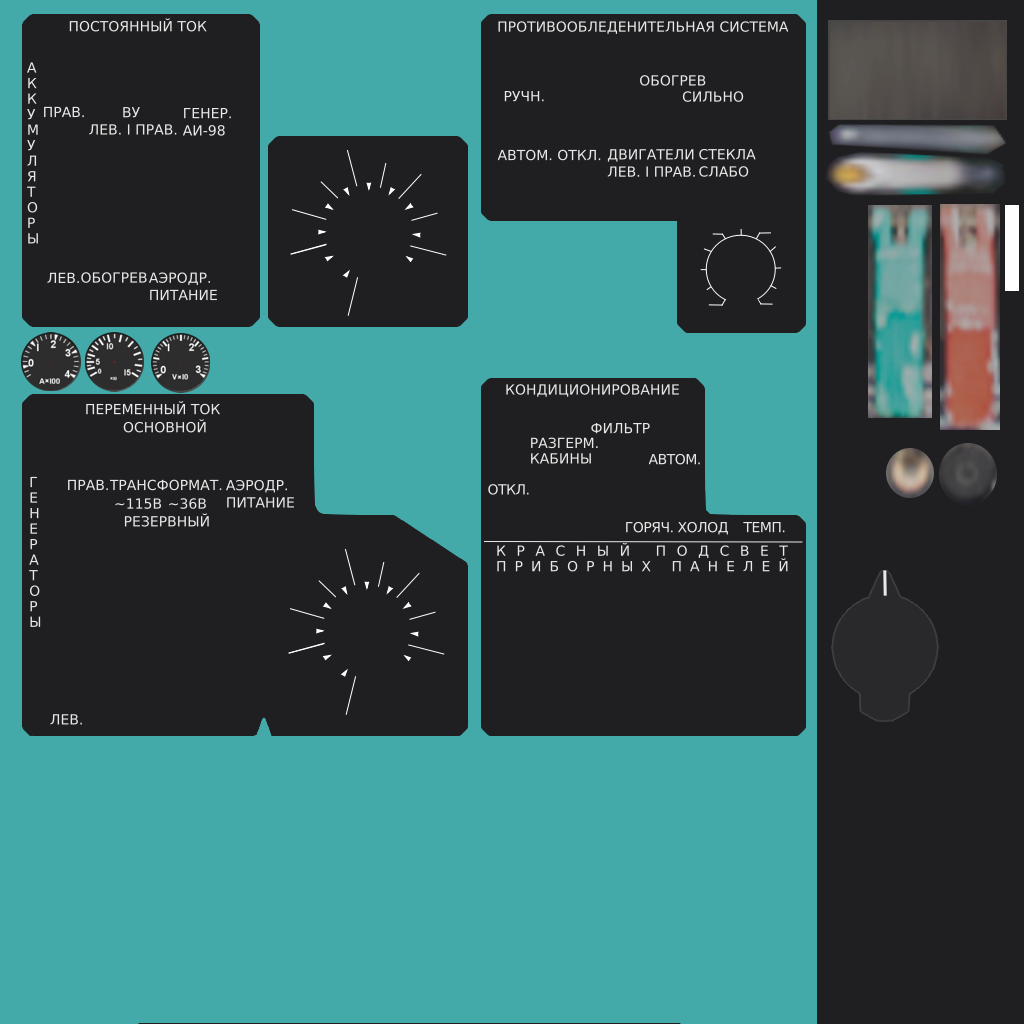 ПОСТОЯННЫЙ ТОК
АККУМУЛЯТОРЫ
ПРАВ. ВУ ГЕНЕР.
ЛЕВ. I ПРАВ. АИ-98
ЛЕВ. ОБОГРЕВ АЭРОДР.
ПИТАНИЕ
ПРОТИВООБЛЕДЕНИТЕЛЬНАЯ СИСТЕМА
ОБОГРЕВ
РУЧН. СИЛЬНО
АВТОМ. ОТКЛ. ДВИГАТЕЛИ СТЕКЛА
ЛЕВ. I ПРАВ. СЛАБО
0 1 2 3 4
A×100
0 5 10 15
×10
0 1 2 3
V×10
ПЕРЕМЕННЫЙ ТОК
ОСНОВНОЙ
ГЕНЕРАТОРЫ
ПРАВ. ТРАНСФОРМАТ. АЭРОДР.
~115В ~36В ПИТАНИЕ
РЕЗЕРВНЫЙ
ЛЕВ.
КОНДИЦИОНИРОВАНИЕ
ФИЛЬТР
РАЗГЕРМ.
КАБИНЫ АВТОМ.
ОТКЛ.
ГОРЯЧ. ХОЛОД ТЕМП.
КРАСНЫЙ ПОДСВЕТ
ПРИБОРНЫХ ПАНЕЛЕЙ